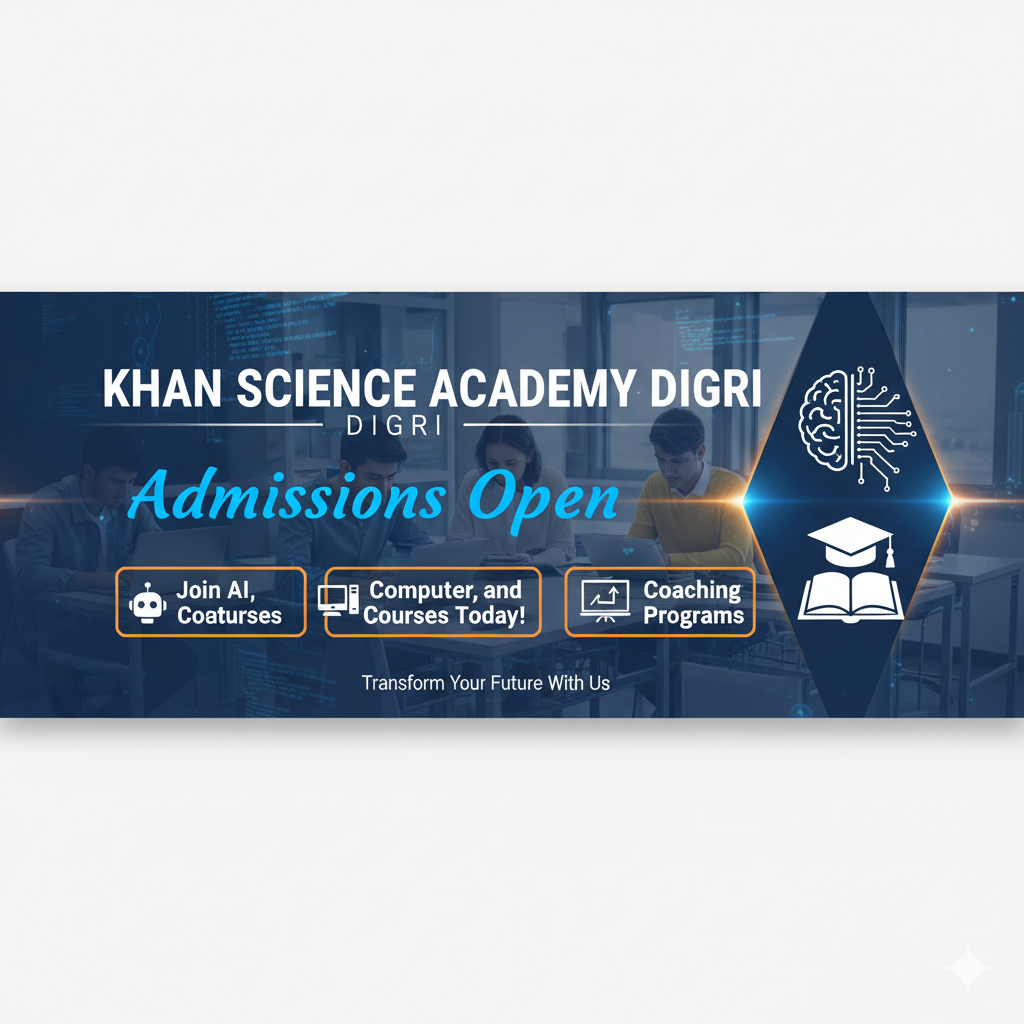 KHAN SCIENCE ACADEMY DIGRI
DIGRI
Admissions Open
Join AI,
Coaturses
Computer, and
Courses Today!
Coaching
Programs
Transform Your Future With Us